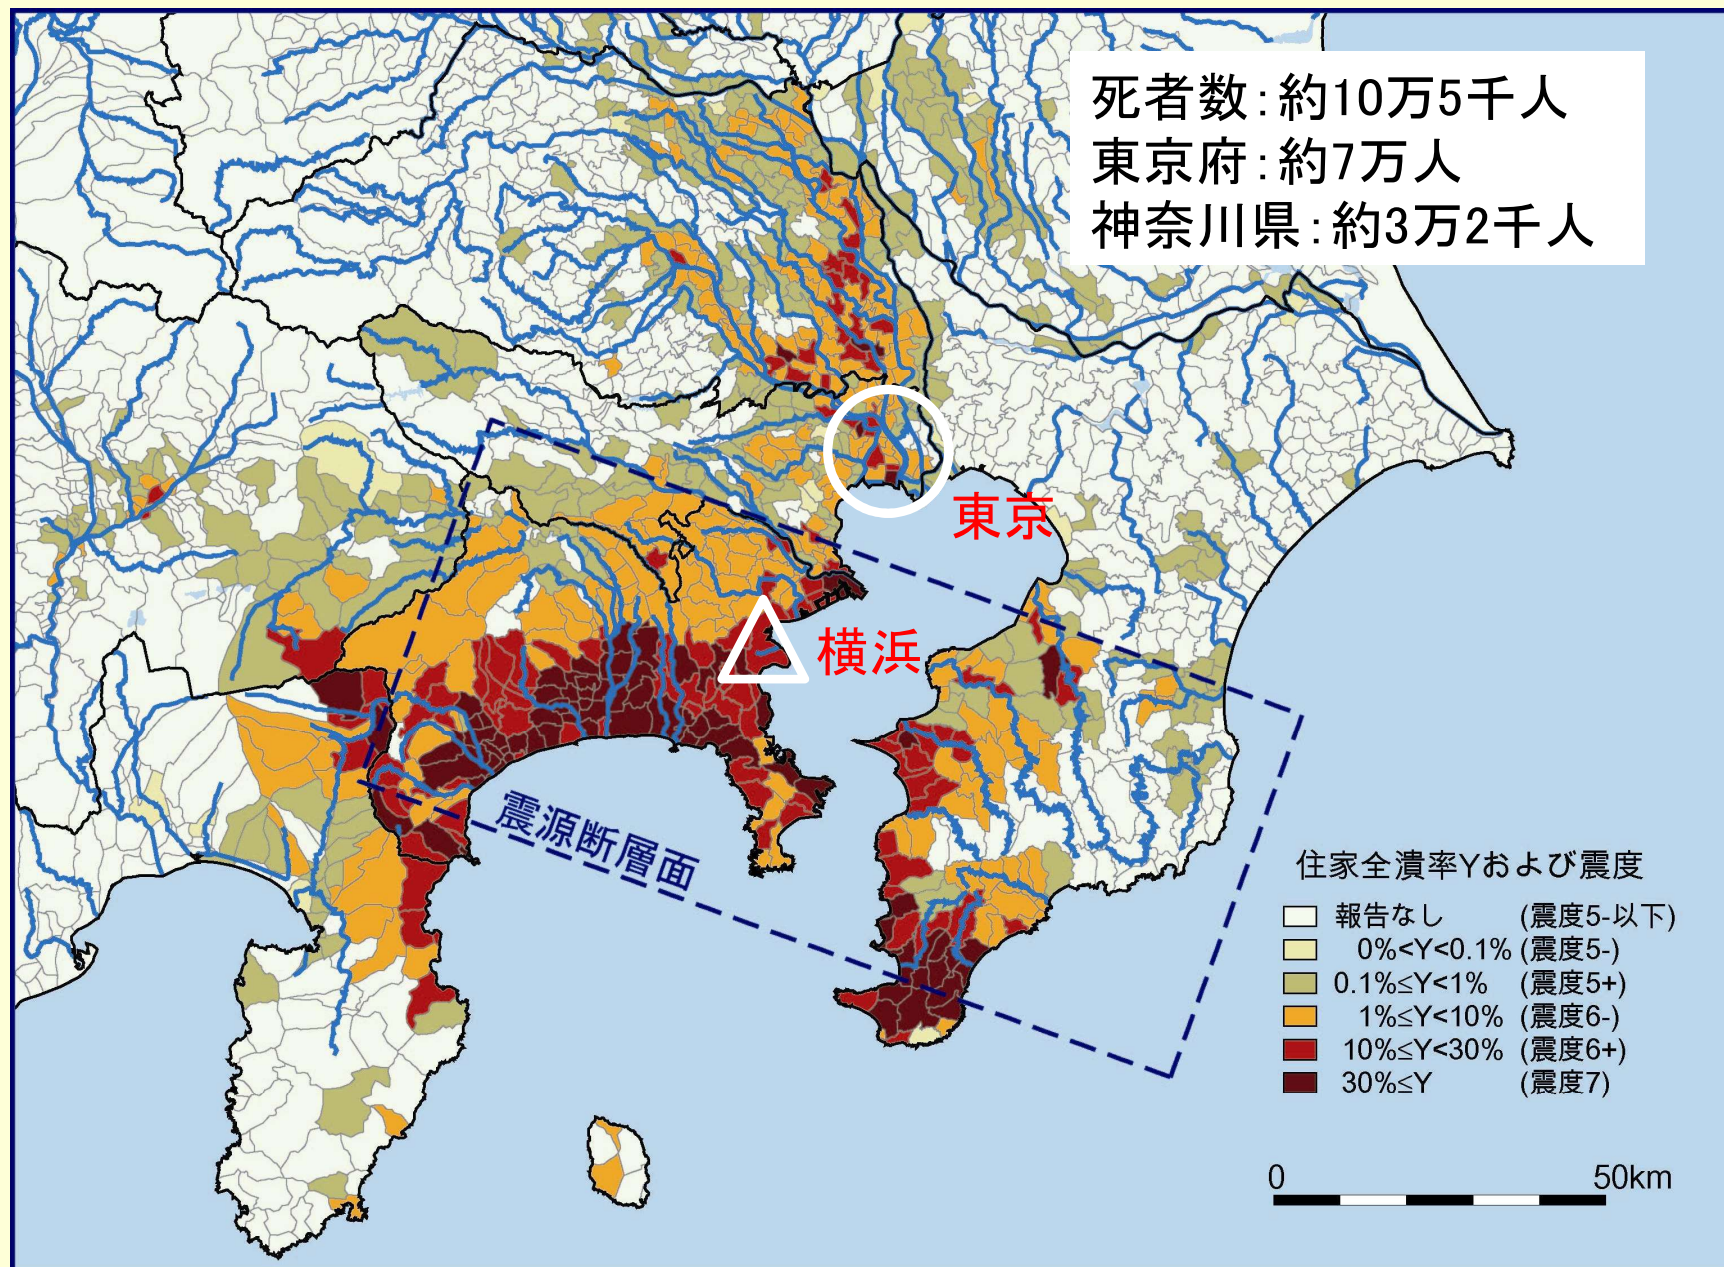 死者数：約10万5千人
東京府：約7万人
神奈川県：約3万2千人
東京
横浜
震源断層面
住家全潰率Yおよび震度
報告なし (震度5-以下)
0%<Y<0.1% (震度5-)
0.1%≤Y<1% (震度5+)
1%≤Y<10% (震度6-)
10%≤Y<30% (震度6+)
30%≤Y (震度7)
0 50km